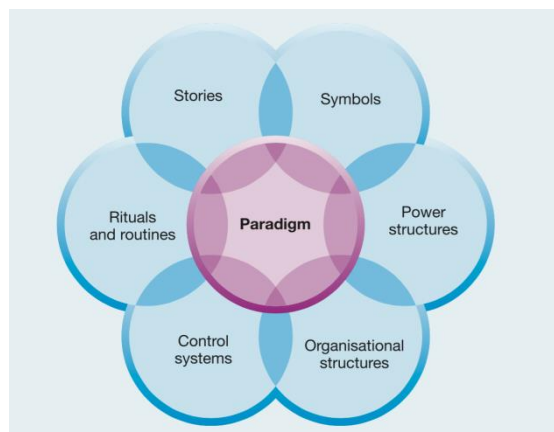 Stories
Symbols
Rituals
and routines
Paradigm
Power
structures
Control
systems
Organisational
structures